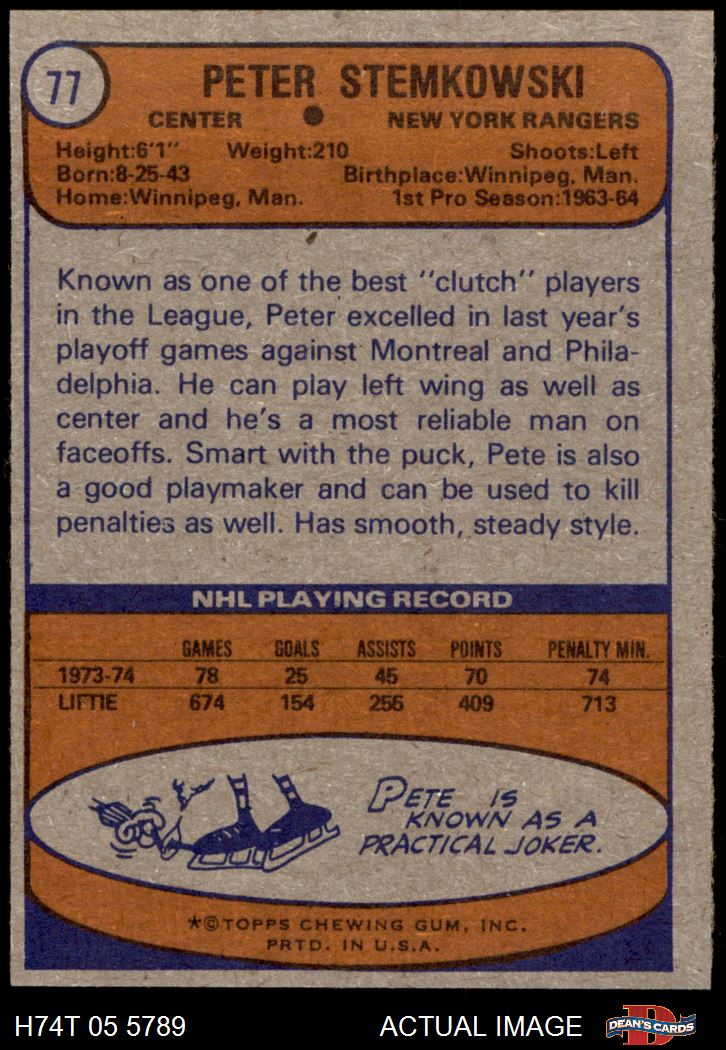 77
PETER STEMKOWSKI
CENTER ● NEW YORK RANGERS
Height:6'1" Weight:210 Shoots:Left
Born:8-25-43 Birthplace:Winnipeg, Man.
Home:Winnipeg, Man. 1st Pro Season:1963-64
Known as one of the best "clutch" players
in the League, Peter excelled in last year's
playoff games against Montreal and Phila-
delphia. He can play left wing as well as
center and he's a most reliable man on
faceoffs. Smart with the puck, Pete is also
a good playmaker and can be used to kill
penalties as well. Has smooth, steady style.
NHL PLAYING RECORD
GAMES GOALS ASSISTS POINTS PENALTY MIN.
1973-74 78 25 45 70 74
LIFTIE 674 154 255 409 713
PETE IS
KNOWN AS A
PRACTICAL JOKER.
*©TOPPS CHEWING GUM, INC.
PRTD. IN U.S.A.
H74T 05 5789 ACTUAL IMAGE D DEAN'S CARDS